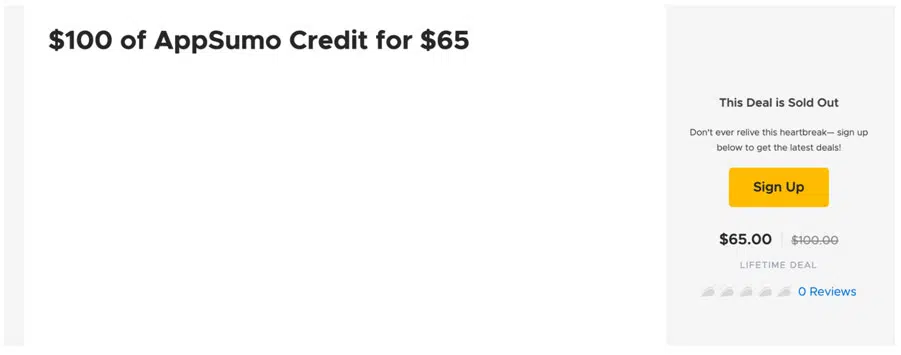 $100 of AppSumo Credit for $65
This Deal is Sold Out
Don't ever relive this heartbreak— sign up
below to get the latest deals!
Sign Up
$65.00 $100.00
LIFETIME DEAL
0 Reviews